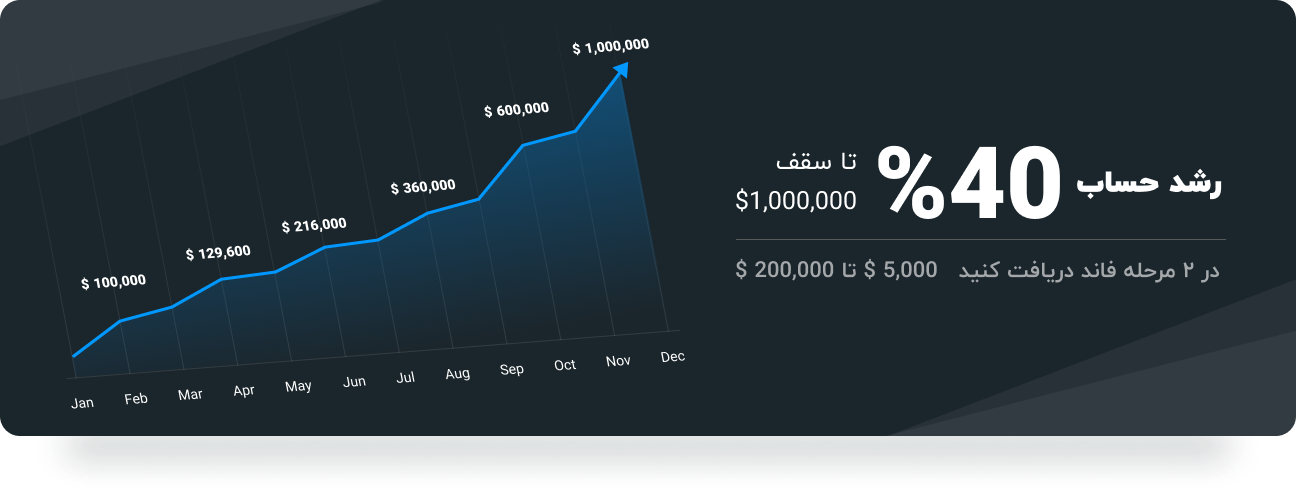 $ 1,000,000
$ 600,000
$ 360,000
$ 216,000
$ 129,600
$ 100,000
Jan Feb Mar Apr May Jun Jul Aug Sep Oct Nov Dec
رشد حساب %40 تا سقف
$1,000,000
در ۲ مرحله فاند دریافت کنید $ 5,000 تا $ 200,000